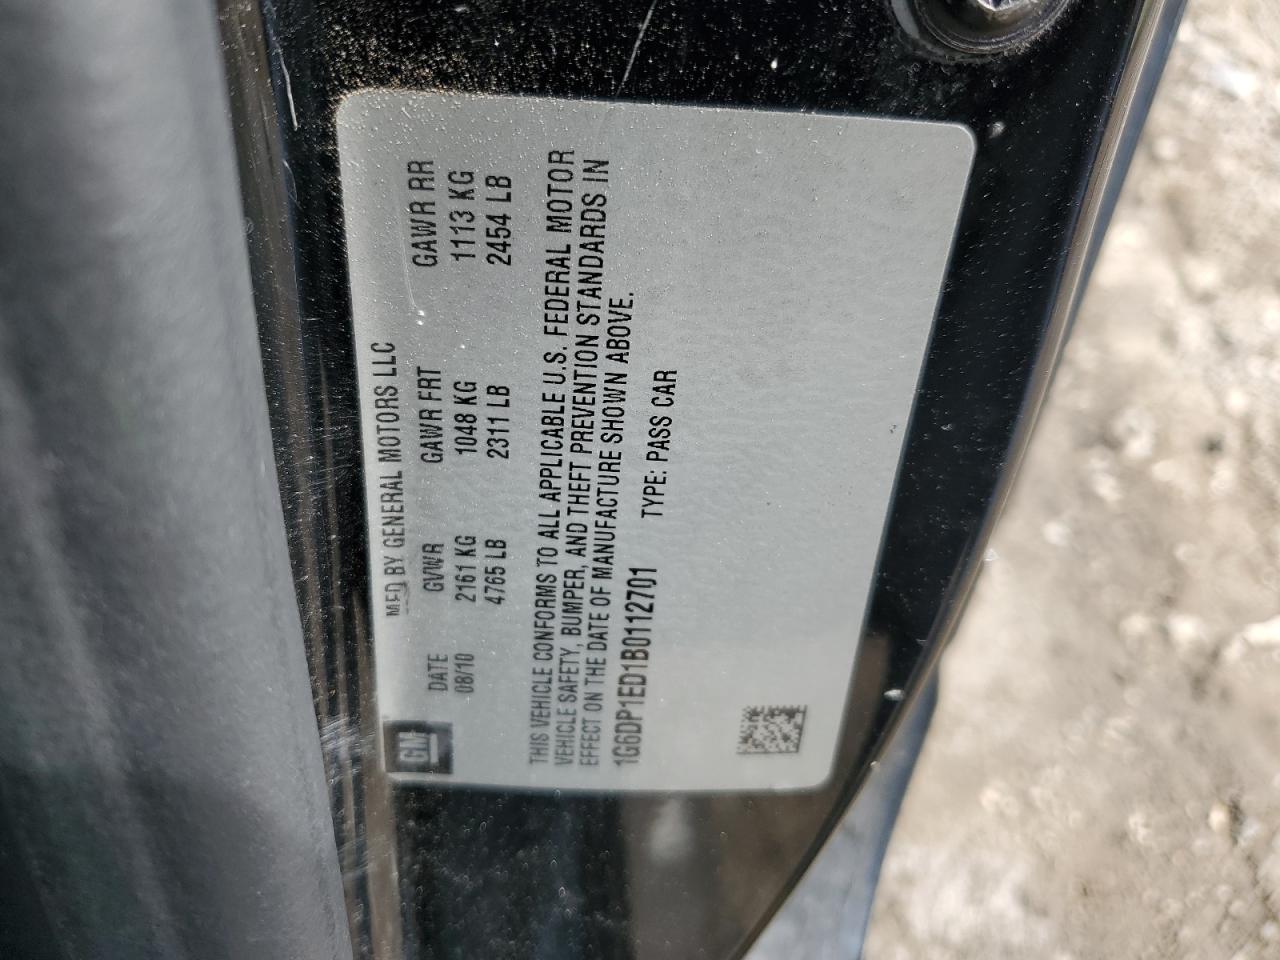 GM
MFD BY GENERAL MOTORS LLC
DATE GVWR GAWR FRT GAWR RR
08/10 2161 KG 1048 KG 1113 KG
4765 LB 2311 LB 2454 LB
THIS VEHICLE CONFORMS TO ALL APPLICABLE U.S. FEDERAL MOTOR
VEHICLE SAFETY, BUMPER, AND THEFT PREVENTION STANDARDS IN
EFFECT ON THE DATE OF MANUFACTURE SHOWN ABOVE.
1G6DP1ED1B0112701 TYPE: PASS CAR